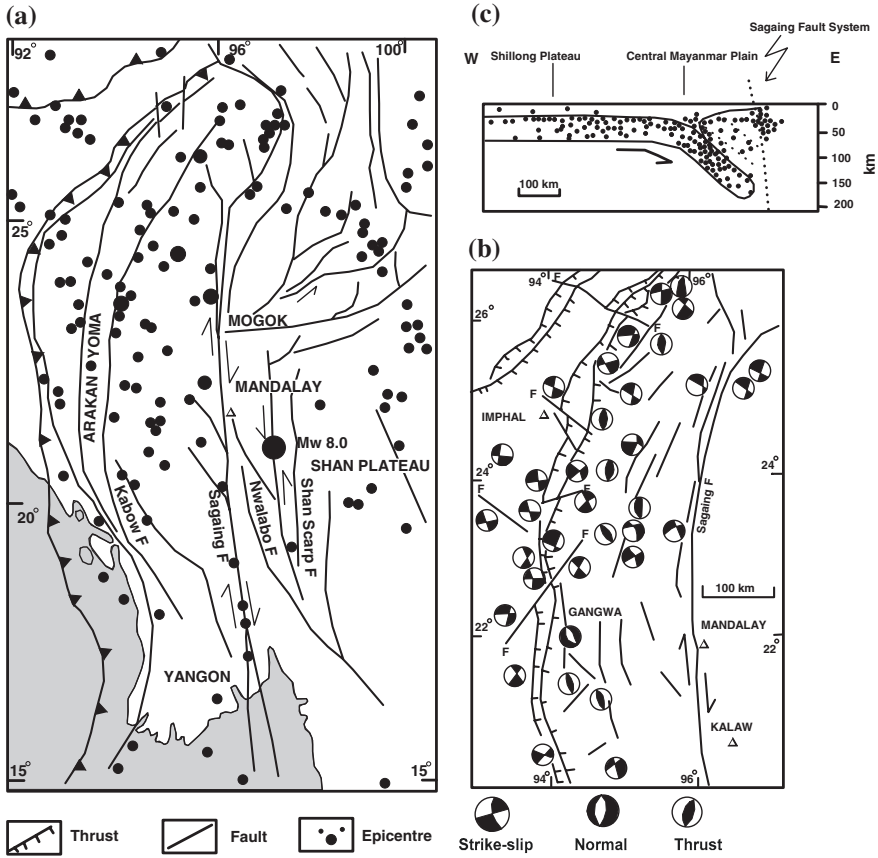 (a)
92°
96°
100°
25°
20°
15°
15°
ARAKAN YOMA
MOGOK
MANDALAY
Mw 8.0
SHAN PLATEAU
Kabow F
Sagaing F
Nwalabo F
Shan Scarp F
YANGON
Thrust
Fault
Epicentre
(c)
Sagaing Fault System
W
Shillong Plateau
Central Mayanmar Plain
E
0
50
100
150
200
km
100 km
(b)
94°
F
96°
26°
F
F
IMPHAL
24°
24°
F
F
F
Sagaing F
100 km
GANGWA
MANDALAY
22°
22°
F
KALAW
94°
96°
Strike-slip
Normal
Thrust